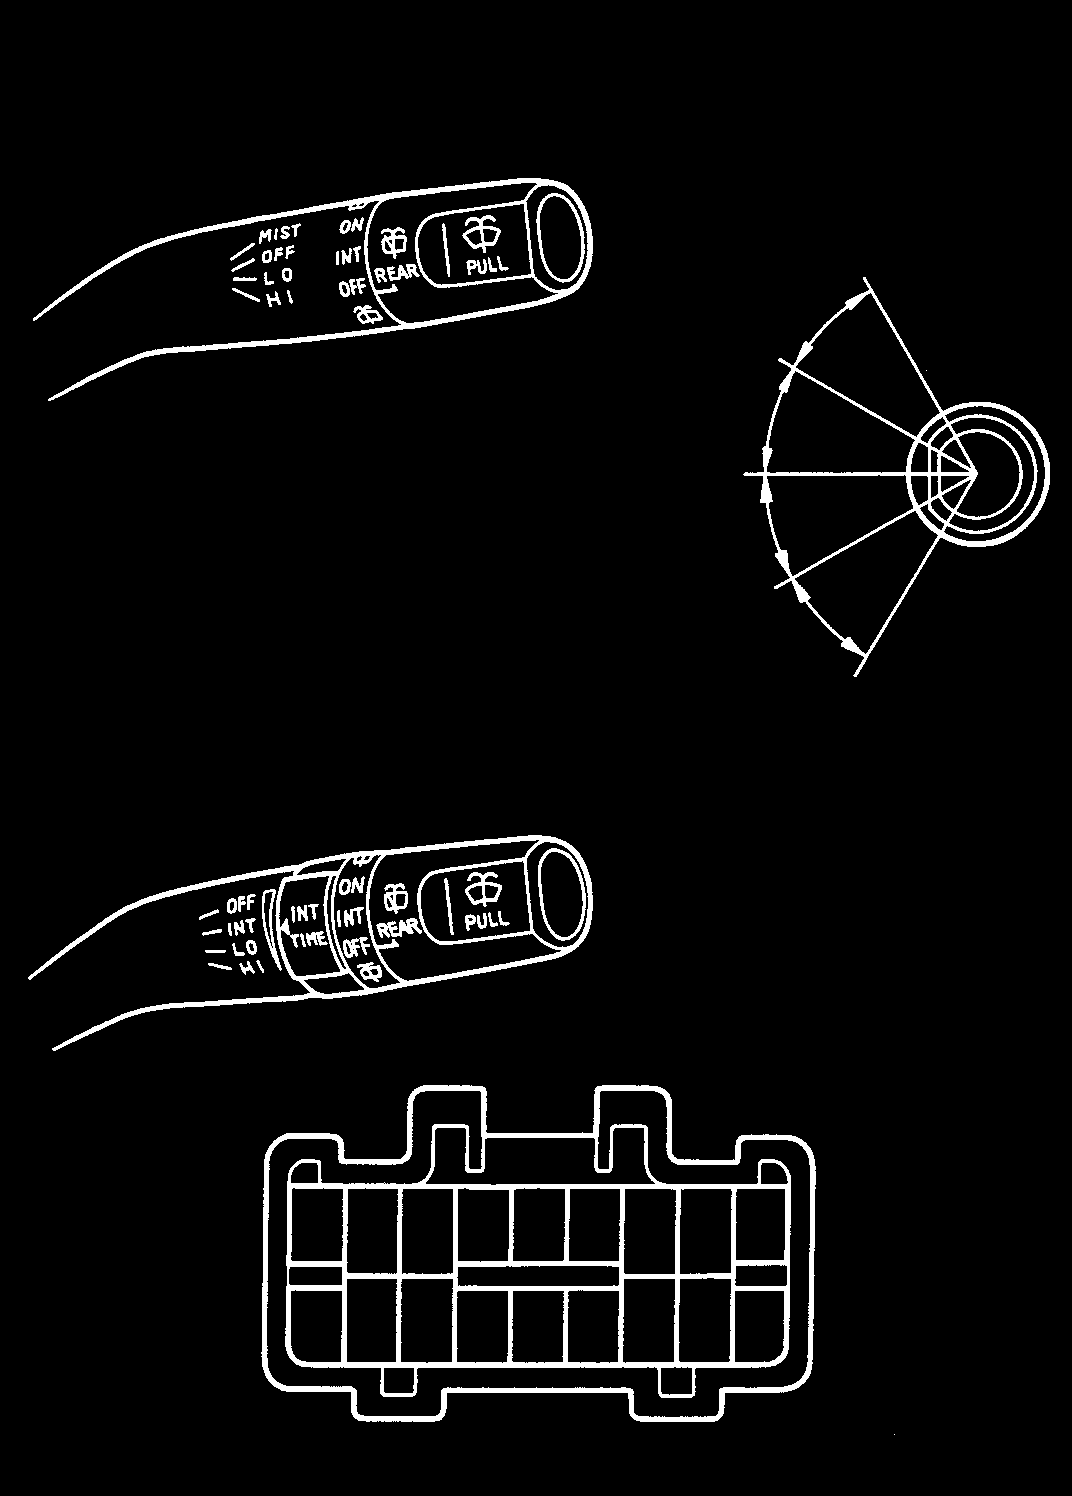 MIST
OFF
LO
HI
ON
INT
OFF
REAR
PULL
OFF
INT
LO
HI
INT
TIME
ON
INT
OFF
REAR
PULL